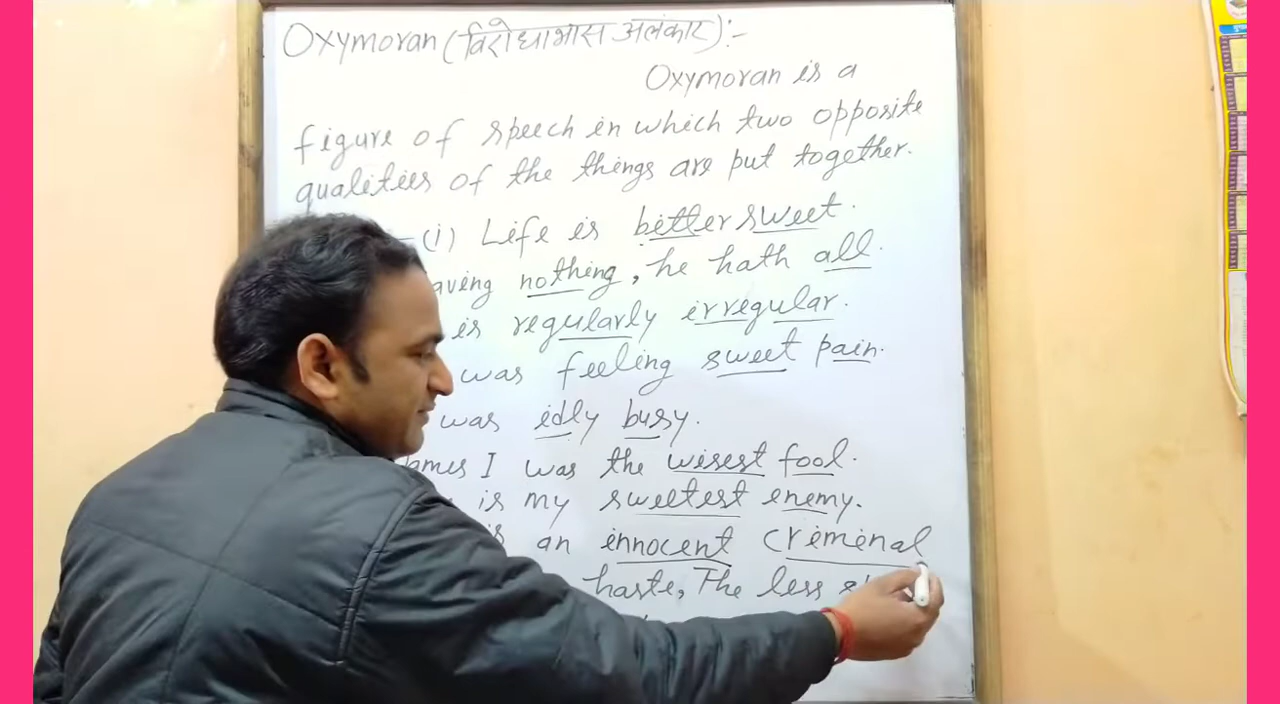 Oxymoran (विरोधाभास अलंकार):-
Oxymoran is a
figure of speech in which two opposite
qualities of the things are put together.
(i) Life is bettersweet.
aving nothing, he hath all.
is regularly irregular.
was feeling sweet pain.
was idly busy.
ames I was the wisest fool.
is my sweetest enemy.
is an innocent criminal
haste, The less